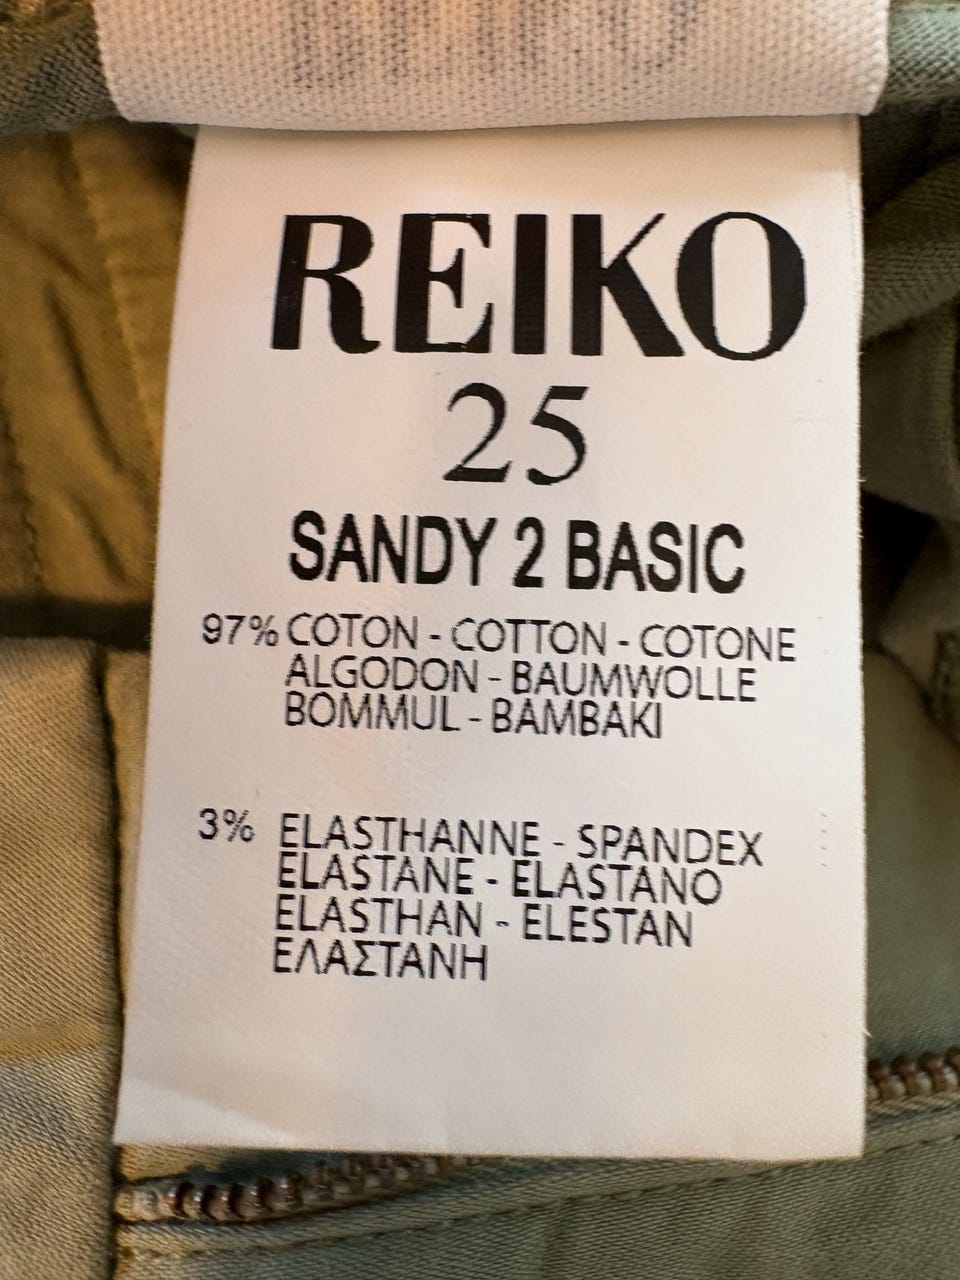 REIKO
25
SANDY 2 BASIC
97% COTON - COTTON - COTONE
ALGODON - BAUMWOLLE
BOMMUL - BAMBAKI
3% ELASTHANNE - SPANDEX
ELASTANE - ELASTANO
ELASTHAN - ELESTAN
ΕΛΑΣΤΑΝΗ